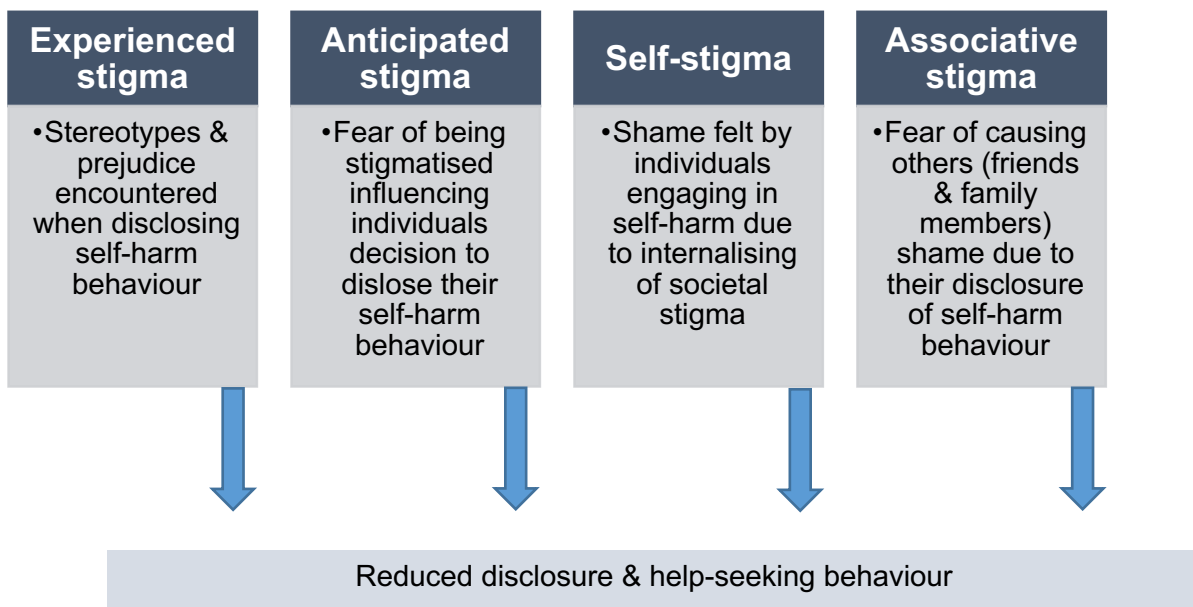 Experienced
stigma
•Stereotypes &
prejudice
encountered
when disclosing
self-harm
behaviour
Anticipated
stigma
•Fear of being
stigmatised
influencing
individuals
decision to
dislose their
self-harm
behaviour
Self-stigma
•Shame felt by
individuals
engaging in
self-harm due
to internalising
of societal
stigma
Associative
stigma
•Fear of causing
others (friends
& family
members)
shame due to
their disclosure
of self-harm
behaviour
Reduced disclosure & help-seeking behaviour